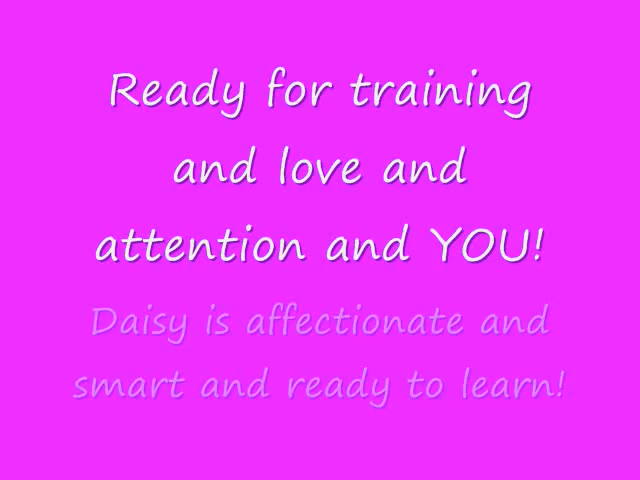 Ready for training
and love and
attention and YOU!
Daisy is affectionate and
smart and ready to learn!